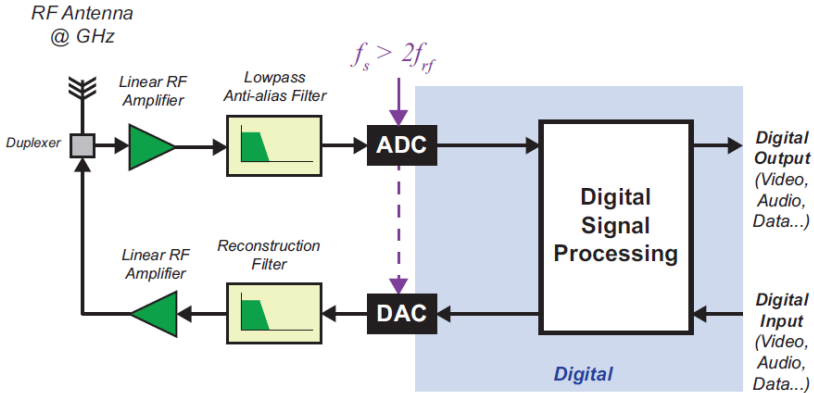 RF Antenna
@ GHz
Linear RF
Amplifier
Lowpass
Anti-alias Filter
fs > 2frf
Duplexer
ADC
Digital
Signal
Processing
Digital
Output
(Video,
Audio,
Data...)
Linear RF
Amplifier
Reconstruction
Filter
DAC
Digital
Input
(Video,
Audio,
Data...)
Digital